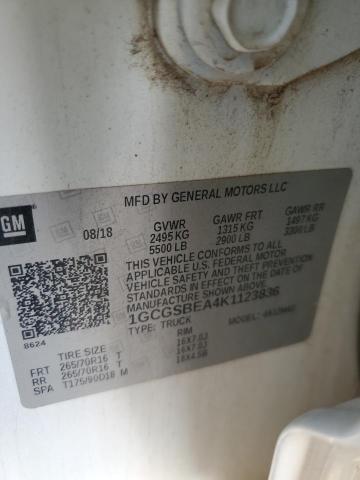 GM
MFD BY GENERAL MOTORS LLC
08/18 GVWR GAWR FRT GAWR RR
2495 KG 1315 KG 1497 KG
5500 LB 2900 LB 3300 LB
THIS VEHICLE CONFORMS TO ALL
APPLICABLE U.S. FEDERAL MOTOR
VEHICLE SAFETY AND THEFT PREVENTION
STANDARDS IN EFFECT ON THE DATE OF
MANUFACTURE SHOWN ABOVE.
1GCGSBEA4K1123836
8624
TYPE: TRUCK MODEL:
TIRE SIZE RIM
FRT 265/70R16 T 16X7.0J
RR 265/70R16 T 16X7.0J
SPA T175/90D18 M 18X4.5B